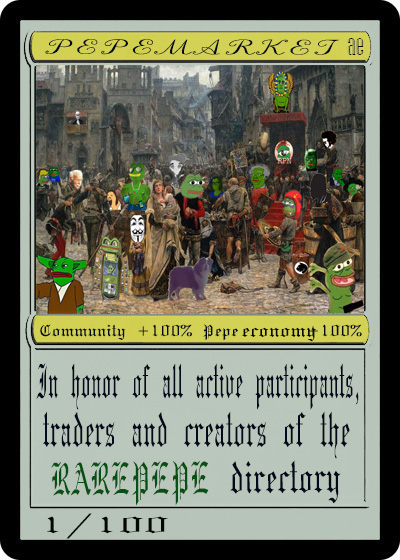 PEPEMARKET æ
RPN
Community +100% Pepe economy+100%
In honor of all active participants,
traders and creators of the
RAREPEPE directory
1/100